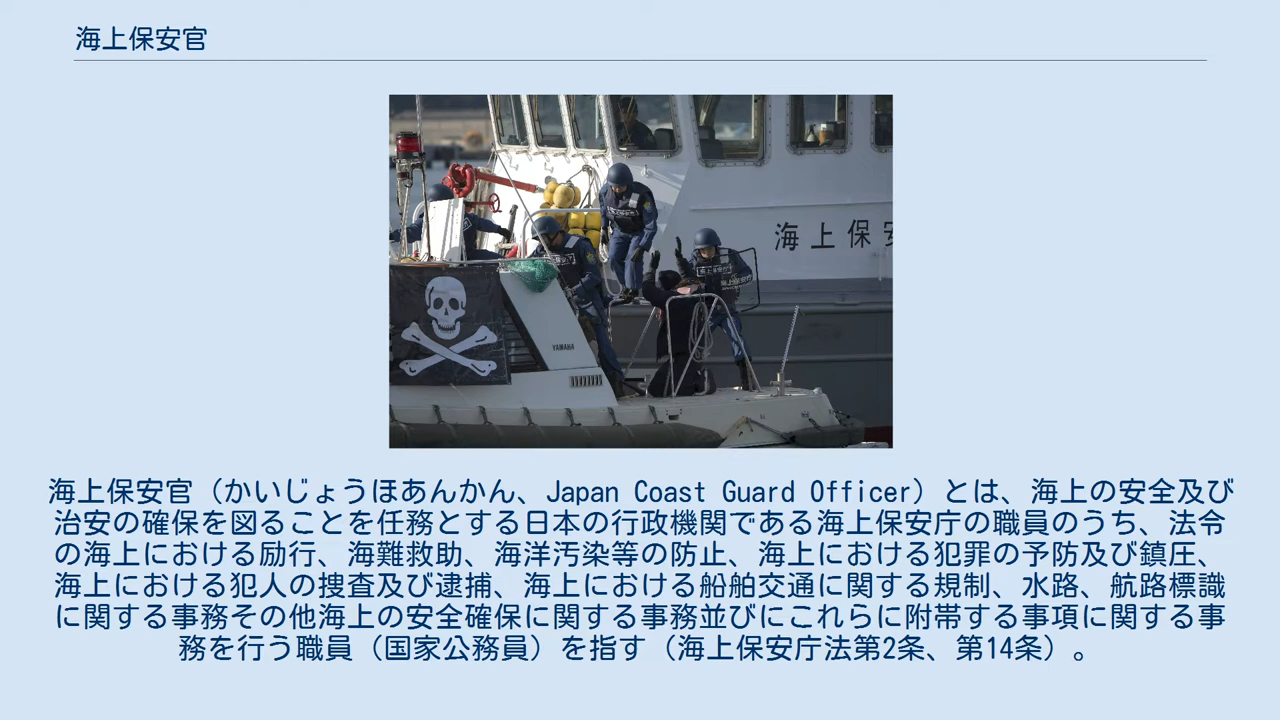 海上保安官
海上保安
YAMAHA
海上保安官（かいじょうほあんかん、Japan Coast Guard Officer）とは、海上の安全及び
治安の確保を図ることを任務とする日本の行政機関である海上保安庁の職員のうち、法令
の海上における励行、海難救助、海洋汚染等の防止、海上における犯罪の予防及び鎮圧、
海上における犯人の捜査及び逮捕、海上における船舶交通に関する規制、水路、航路標識
に関する事務その他海上の安全確保に関する事務並びにこれらに附帯する事項に関する事
務を行う職員（国家公務員）を指す（海上保安庁法第2条、第14条）。